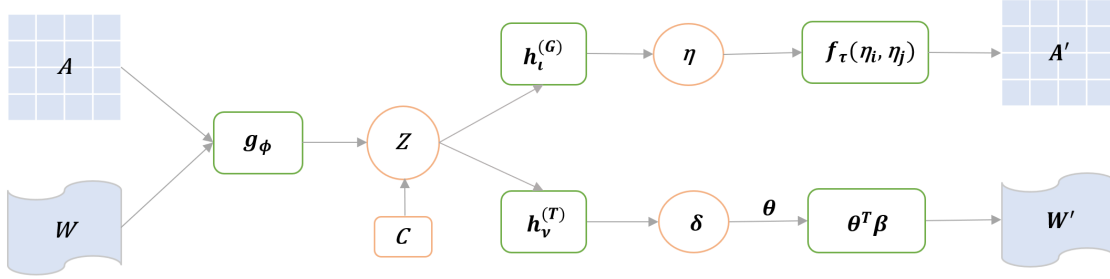 A
W
g_ϕ
Z
C
h_ι^(G)
η
f_τ(η_i, η_j)
A′
h_ν^(T)
δ
θ
θ^T β
W′